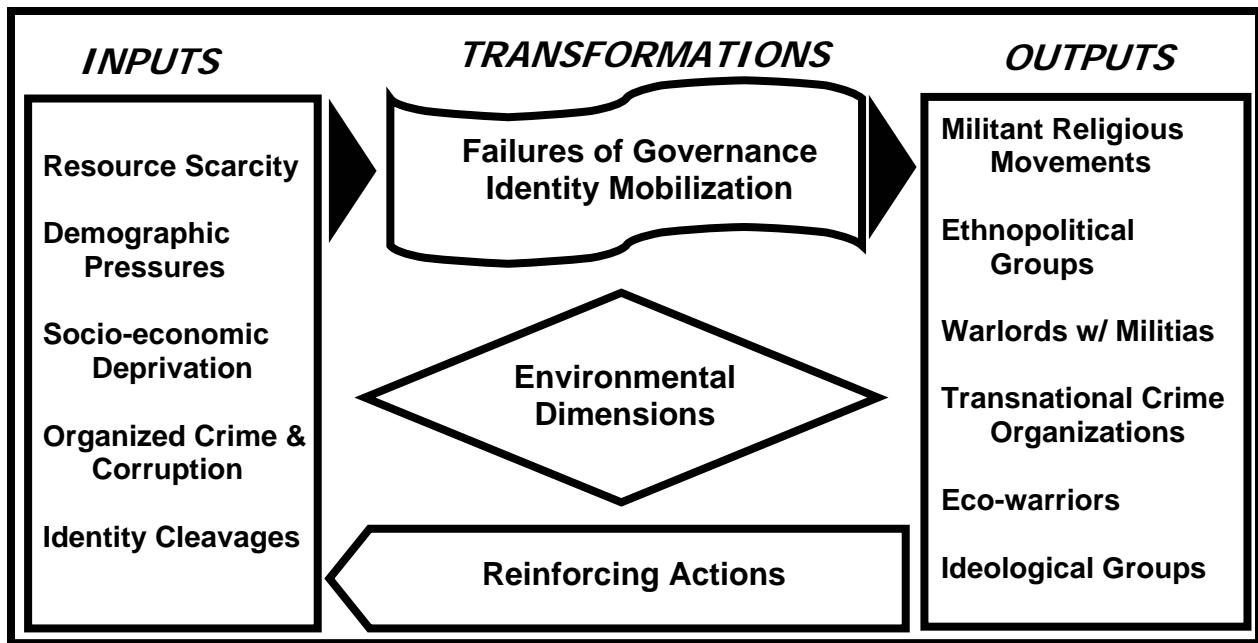 INPUTS
Resource Scarcity
Demographic
Pressures
Socio-economic
Deprivation
Organized Crime &
Corruption
Identity Cleavages
TRANSFORMATIONS
Failures of Governance
Identity Mobilization
Environmental
Dimensions
Reinforcing Actions
OUTPUTS
Militant Religious
Movements
Ethnopolitical
Groups
Warlords w/ Militias
Transnational Crime
Organizations
Eco-warriors
Ideological Groups